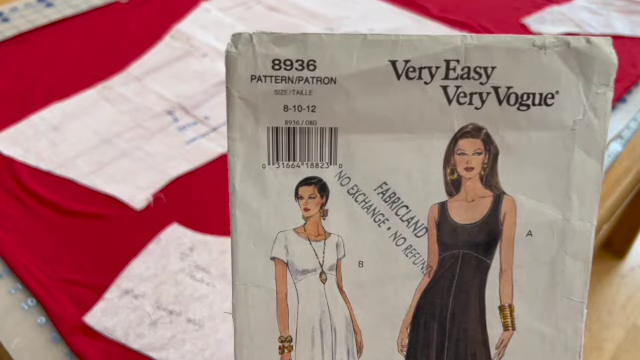 8936
PATTERN/PATRON
SIZE/TAILLE
8-10-12
8936 / 080
0 31664 18823 0
Very Easy
Very Vogue®
FABRICLAND
NO EXCHANGE • NO REFUND
B
A